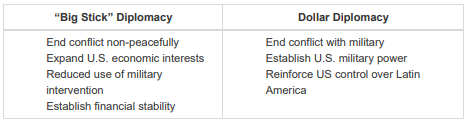 “Big Stick” Diplomacy
Dollar Diplomacy
End conflict non-peacefully
Expand U.S. economic interests
Reduced use of military
intervention
Establish financial stability
End conflict with military
Establish U.S. military power
Reinforce US control over Latin
America